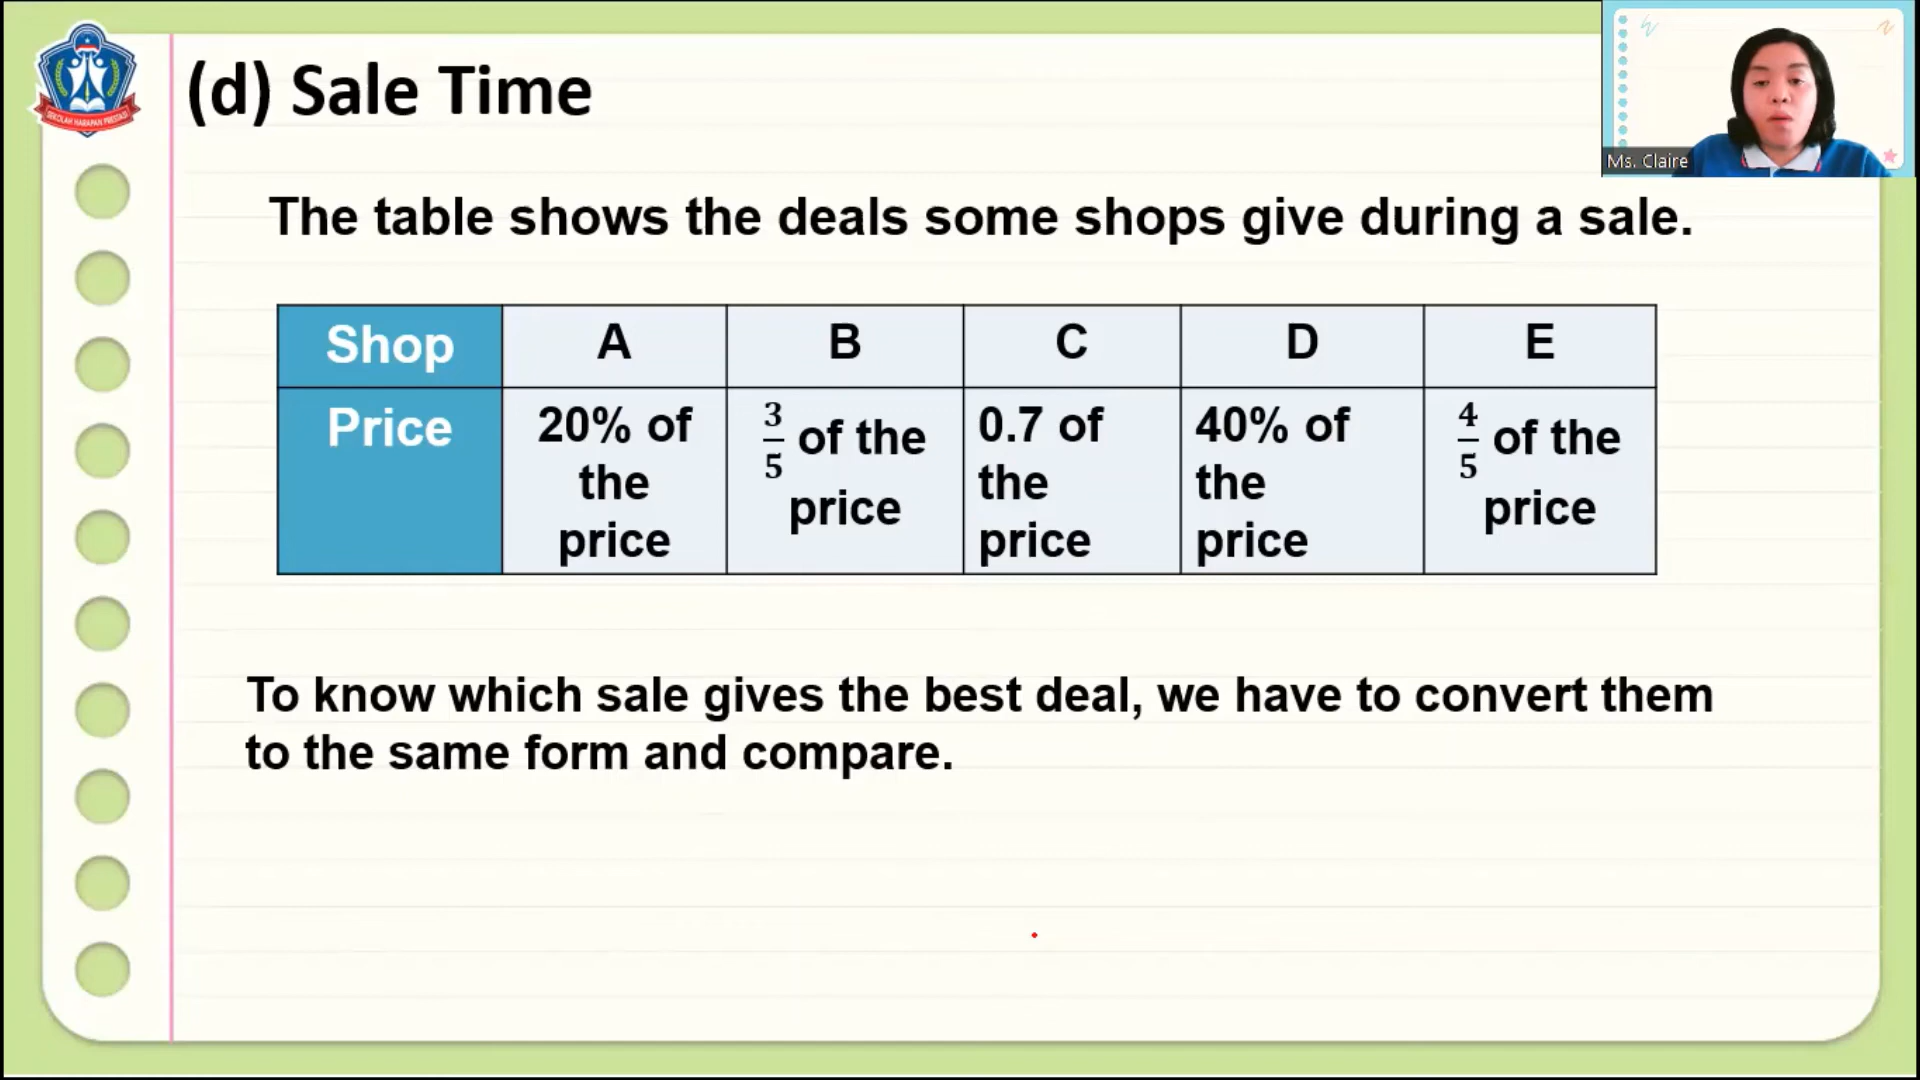 SEKOLAH HARAPAN PRESTASI
(d) Sale Time
Ms. Claire
The table shows the deals some shops give during a sale.
Shop A B C D E
Price
20% of
the
price
3/5 of the
price
0.7 of
the
price
40% of
the
price
4/5 of the
price
To know which sale gives the best deal, we have to convert them
to the same form and compare.